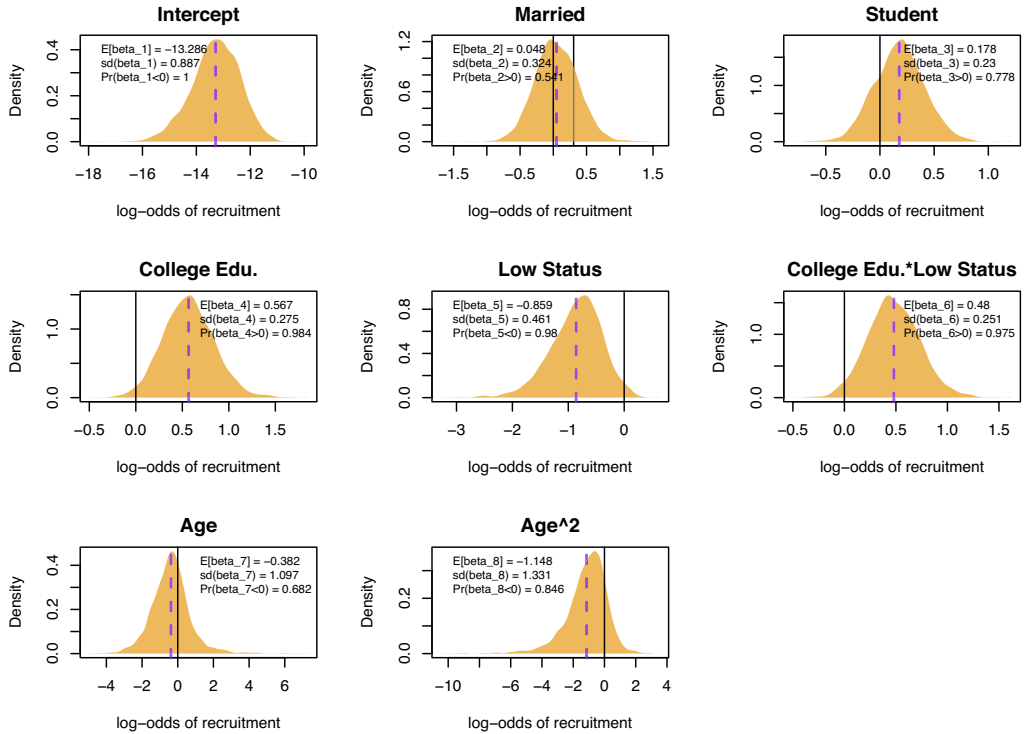 Intercept
E[beta_1] = −13.286
sd(beta_1) = 0.887
Pr(beta_1<0) = 1
Density
0.0 0.2 0.4
−18 −16 −14 −12 −10
log−odds of recruitment
Married
E[beta_2] = 0.048
sd(beta_2) = 0.324
Pr(beta_2>0) = 0.541
Density
0.0 0.6 1.2
−1.5 −0.5 0.5 1.5
log−odds of recruitment
Student
E[beta_3] = 0.178
sd(beta_3) = 0.23
Pr(beta_3>0) = 0.778
Density
0.0 1.0
−0.5 0.0 0.5 1.0
log−odds of recruitment
College Edu.
E[beta_4] = 0.567
sd(beta_4) = 0.275
Pr(beta_4>0) = 0.984
Density
0.0 1.0
−0.5 0.0 0.5 1.0 1.5
log−odds of recruitment
Low Status
E[beta_5] = −0.859
sd(beta_5) = 0.461
Pr(beta_5<0) = 0.98
Density
0.0 0.4 0.8
−3 −2 −1 0
log−odds of recruitment
College Edu.*Low Status
E[beta_6] = 0.48
sd(beta_6) = 0.251
Pr(beta_6>0) = 0.975
Density
0.0 1.0
−0.5 0.0 0.5 1.0 1.5
log−odds of recruitment
Age
E[beta_7] = −0.382
sd(beta_7) = 1.097
Pr(beta_7<0) = 0.682
Density
0.0 0.2 0.4
−4 −2 0 2 4 6
log−odds of recruitment
Age^2
E[beta_8] = −1.148
sd(beta_8) = 1.331
Pr(beta_8<0) = 0.846
Density
0.0 0.2
−10 −6 −4 −2 0 2 4
log−odds of recruitment